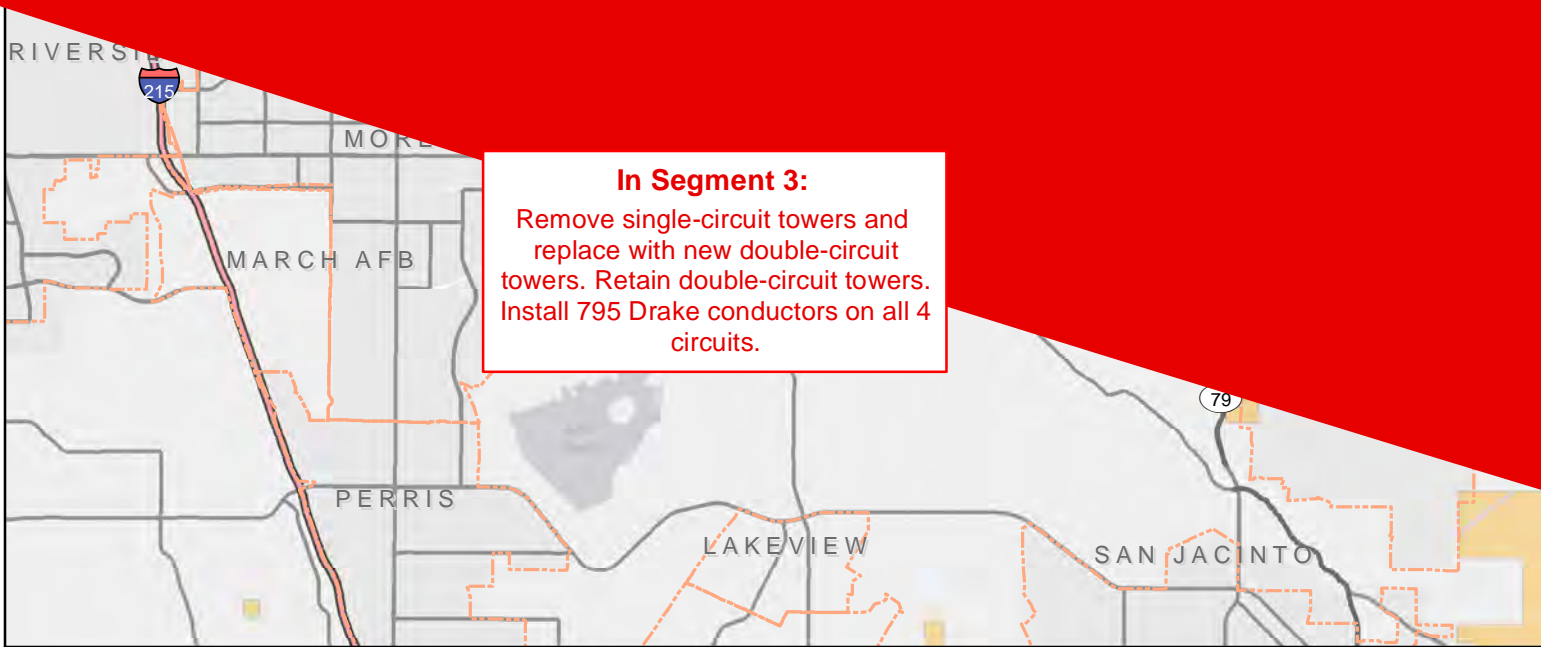 RIVERSI
215
MORE
In Segment 3:
Remove single-circuit towers and
replace with new double-circuit
towers. Retain double-circuit towers.
Install 795 Drake conductors on all 4
circuits.
MARCH AFB
79
PERRIS
LAKEVIEW
SAN JACINTO